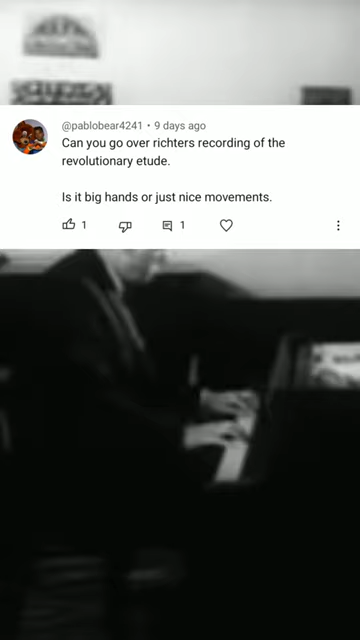 @pablobear4241 • 9 days ago
Can you go over richters recording of the
revolutionary etude.
Is it big hands or just nice movements.
1
1